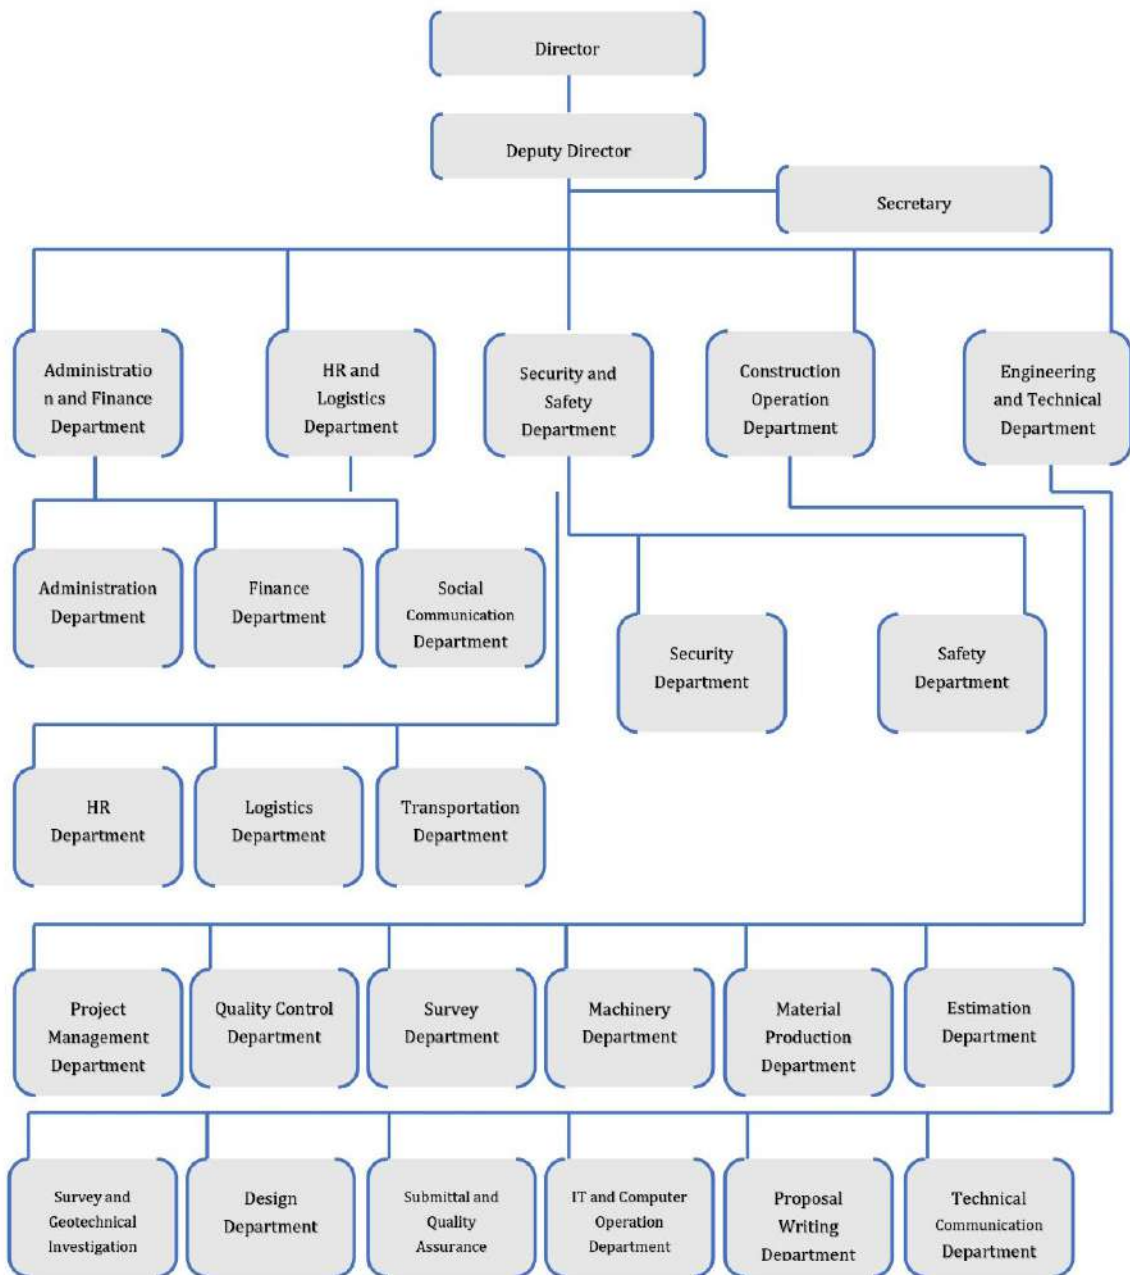 Director
Deputy Director
Secretary
Administratio
n and Finance
Department
HR and
Logistics
Department
Security and
Safety
Department
Construction
Operation
Department
Engineering
and Technical
Department
Administration
Department
Finance
Department
Social
Communication
Department
Security
Department
Safety
Department
HR
Department
Logistics
Department
Transportation
Department
Project
Management
Department
Quality Control
Department
Survey
Department
Machinery
Department
Material
Production
Department
Estimation
Department
Survey and
Geotechnical
Investigation
Design
Department
Submittal and
Quality
Assurance
IT and Computer
Operation
Department
Proposal
Writing
Department
Technical
Communication
Department